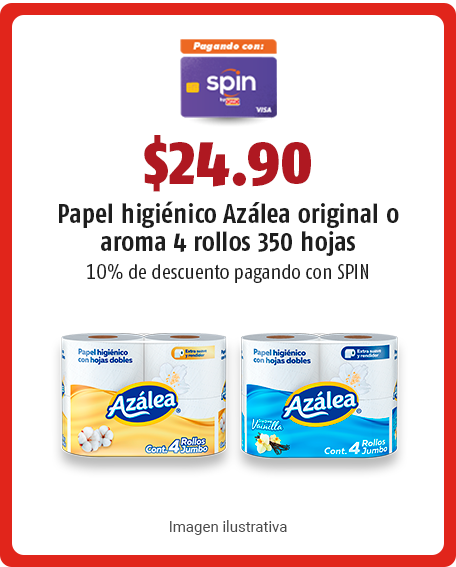 Pagando con:
spin
VISA
$24.90
Papel higiénico Azálea original o
aroma 4 rollos 350 hojas
10% de descuento pagando con SPIN
Papel higiénico
con hojas dobles
Extra suave
y rendidor
Azálea®
Cont. 4 Rollos
Jumbo
Papel higiénico
con hojas dobles
Extra suave
y rendidor
Azálea®
Vainilla
Cont. 4 Rollos
Jumbo
Imagen ilustrativa